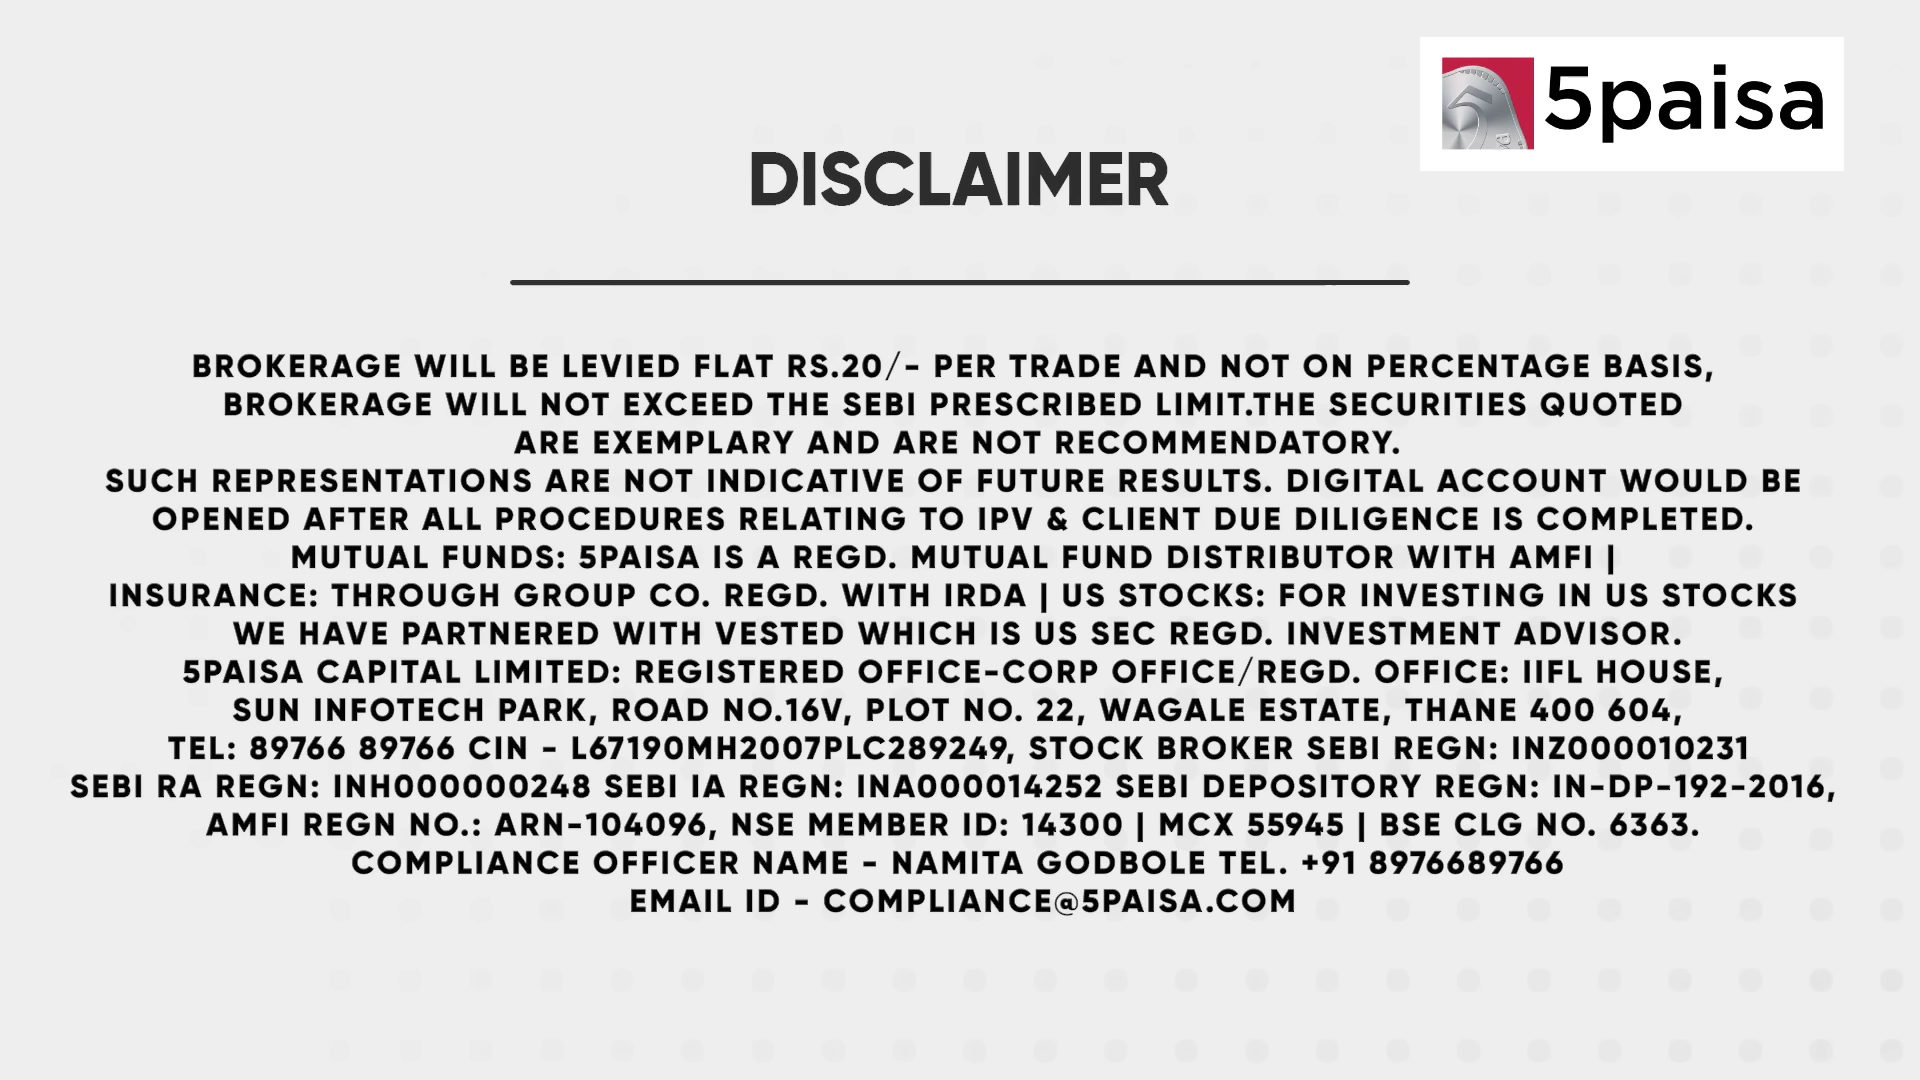 5paisa
DISCLAIMER
BROKERAGE WILL BE LEVIED FLAT RS.20/- PER TRADE AND NOT ON PERCENTAGE BASIS,
BROKERAGE WILL NOT EXCEED THE SEBI PRESCRIBED LIMIT.THE SECURITIES QUOTED
ARE EXEMPLARY AND ARE NOT RECOMMENDATORY.
SUCH REPRESENTATIONS ARE NOT INDICATIVE OF FUTURE RESULTS. DIGITAL ACCOUNT WOULD BE
OPENED AFTER ALL PROCEDURES RELATING TO IPV & CLIENT DUE DILIGENCE IS COMPLETED.
MUTUAL FUNDS: 5PAISA IS A REGD. MUTUAL FUND DISTRIBUTOR WITH AMFI |
INSURANCE: THROUGH GROUP CO. REGD. WITH IRDA | US STOCKS: FOR INVESTING IN US STOCKS
WE HAVE PARTNERED WITH VESTED WHICH IS US SEC REGD. INVESTMENT ADVISOR.
5PAISA CAPITAL LIMITED: REGISTERED OFFICE-CORP OFFICE/REGD. OFFICE: IIFL HOUSE,
SUN INFOTECH PARK, ROAD NO.16V, PLOT NO. 22, WAGALE ESTATE, THANE 400 604,
TEL: 89766 89766 CIN - L67190MH2007PLC289249, STOCK BROKER SEBI REGN: INZ000010231
SEBI RA REGN: INH000000248 SEBI IA REGN: INA000014252 SEBI DEPOSITORY REGN: IN-DP-192-2016,
AMFI REGN NO.: ARN-104096, NSE MEMBER ID: 14300 | MCX 55945 | BSE CLG NO. 6363.
COMPLIANCE OFFICER NAME - NAMITA GODBOLE TEL. +91 8976689766
EMAIL ID - COMPLIANCE@5PAISA.COM